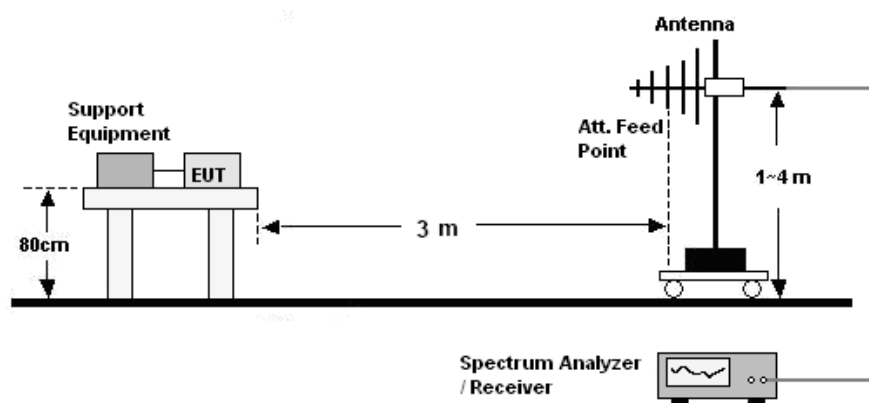 Antenna
Support
Equipment
EUT
Att. Feed
Point
1~4 m
80cm
3 m
Spectrum Analyzer
/ Receiver